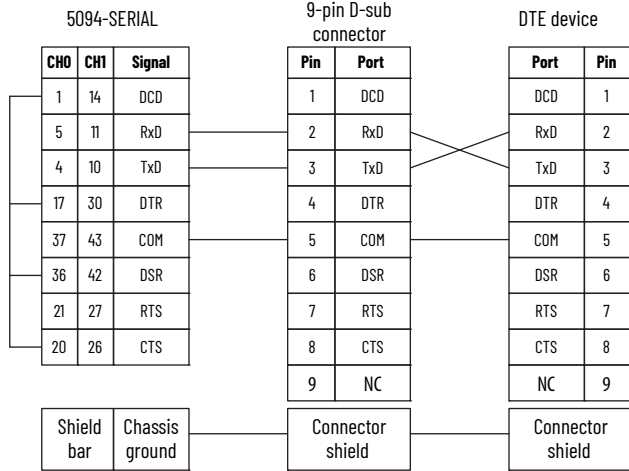 5094-SERIAL
9-pin D-sub
connector
DTE device
CH0 CH1 Signal
Pin Port
Port Pin
1 14 DCD
1 DCD
DCD 1
5 11 RxD
2 RxD
RxD 2
4 10 TxD
3 TxD
TxD 3
17 30 DTR
4 DTR
DTR 4
37 43 COM
5 COM
COM 5
36 42 DSR
6 DSR
DSR 6
21 27 RTS
7 RTS
RTS 7
20 26 CTS
8 CTS
CTS 8
9 NC
NC 9
Shield
bar
Chassis
ground
Connector
shield
Connector
shield